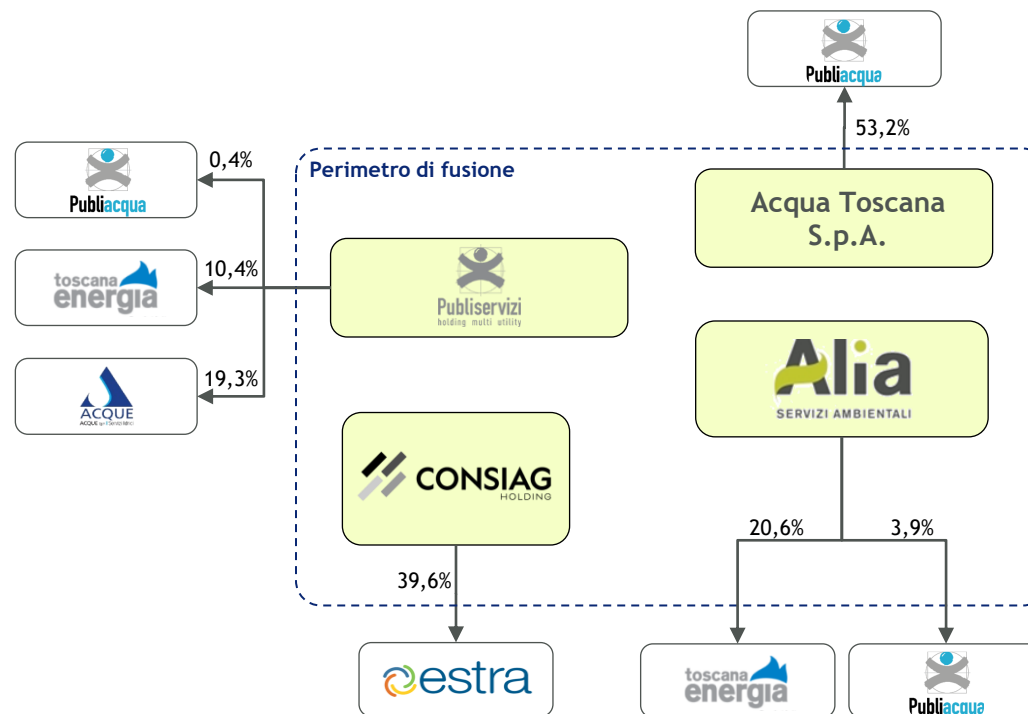 Publiacqua
53,2%
0,4%
Publiacqua
Perimetro di fusione
Acqua Toscana
S.p.A.
toscana
energia
10,4%
Publiservizi
holding multi utility
19,3%
ACQUE
Alia
SERVIZI AMBIENTALI
CONSIAG
HOLDING
20,6%
3,9%
39,6%
estra
toscana
energia
Publiacqua